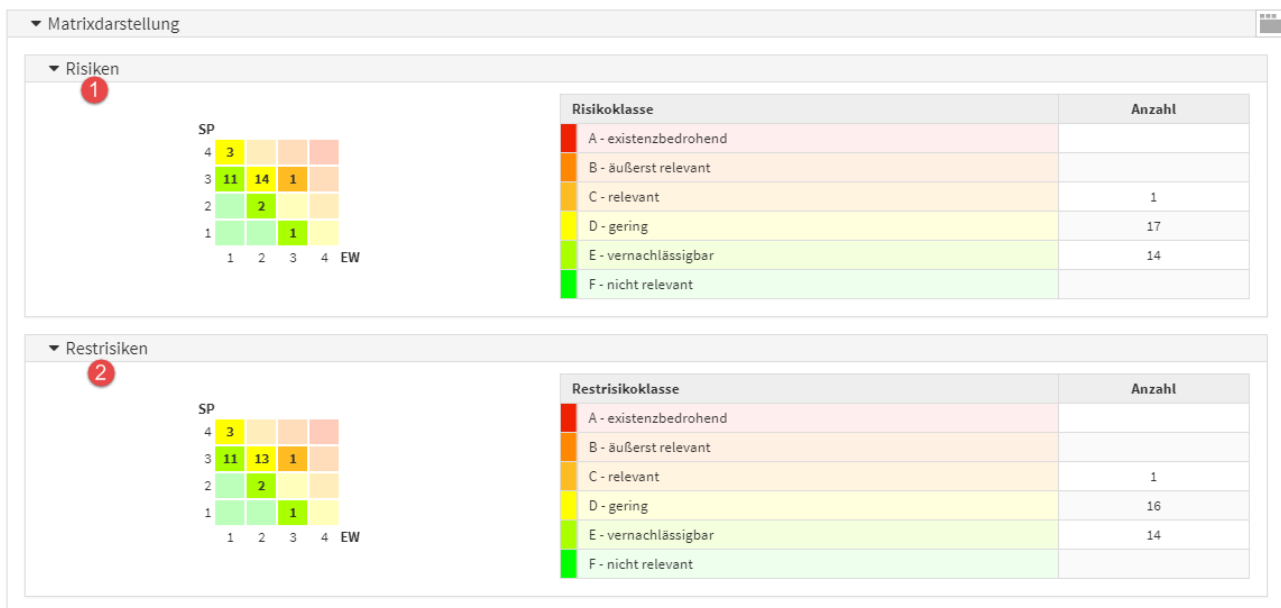 Matrixdarstellung
Risiken
1
SP
4 3
3 11 14 1
2 2
1 1
1 2 3 4 EW
Risikoklasse Anzahl
A - existenzbedrohend
B - äußerst relevant
C - relevant 1
D - gering 17
E - vernachlässigbar 14
F - nicht relevant
Restrisiken
2
SP
4 3
3 11 13 1
2 2
1 1
1 2 3 4 EW
Restrisikoklasse Anzahl
A - existenzbedrohend
B - äußerst relevant
C - relevant 1
D - gering 16
E - vernachlässigbar 14
F - nicht relevant